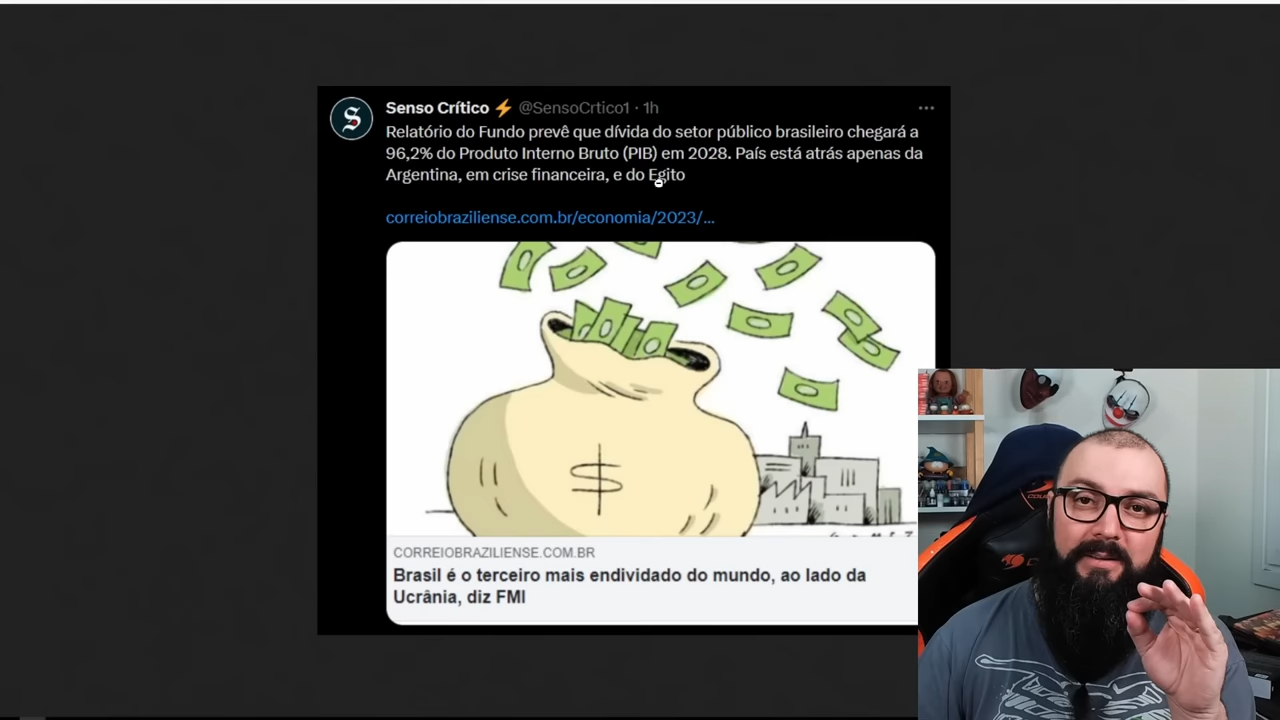 Senso Crítico ⚡ @SensoCrtico1 · 1h
Relatório do Fundo prevê que dívida do setor público brasileiro chegará a
96,2% do Produto Interno Bruto (PIB) em 2028. País está atrás apenas da
Argentina, em crise financeira, e do Egito
correiobraziliense.com.br/economia/2023/...
$
CORREIOBRAZILIENSE.COM.BR
Brasil é o terceiro mais endividado do mundo, ao lado da
Ucrânia, diz FMI